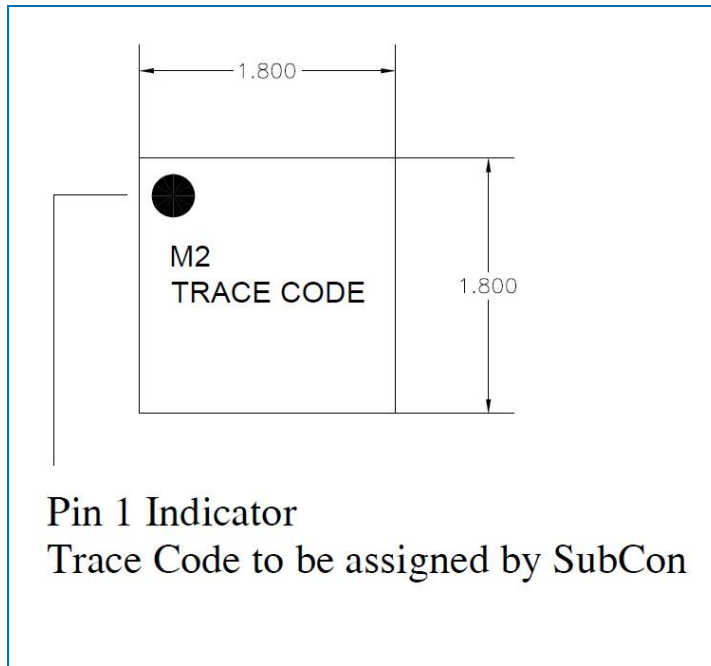 1.800
M2
TRACE CODE
1.800
Pin 1 Indicator
Trace Code to be assigned by SubCon